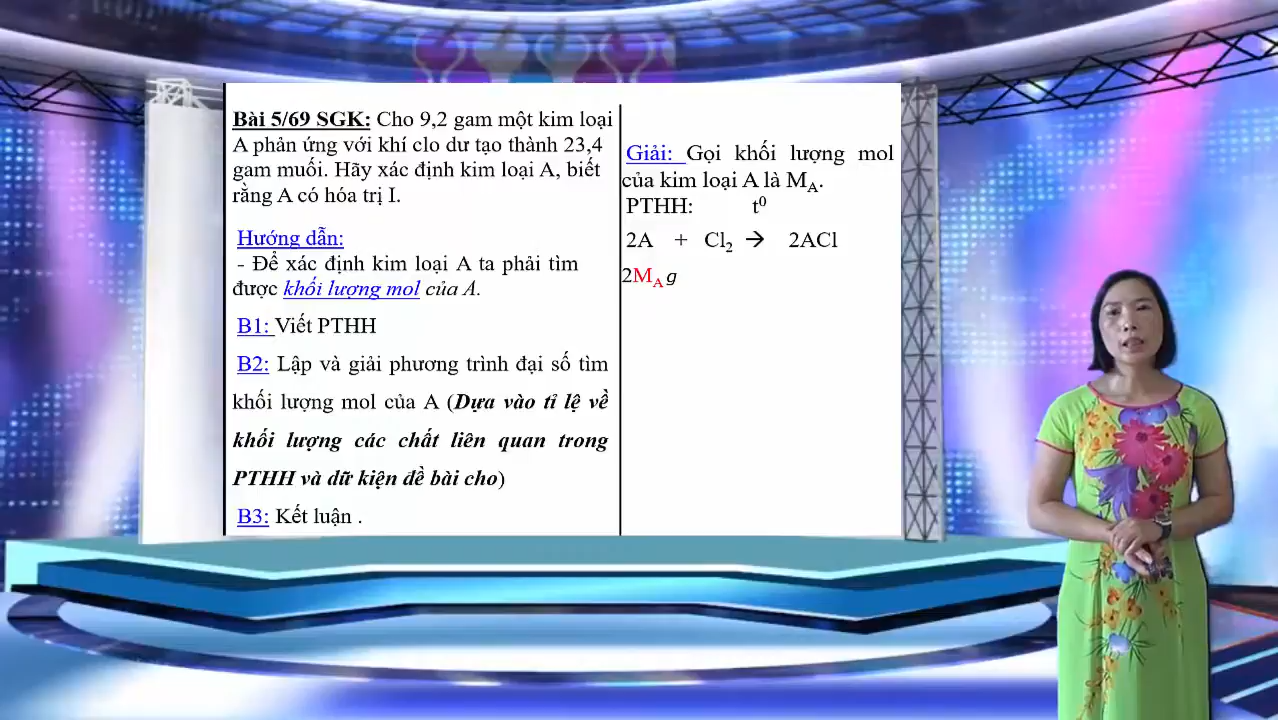 Bài 5/69 SGK: Cho 9,2 gam một kim loại
A phản ứng với khí clo dư tạo thành 23,4
gam muối. Hãy xác định kim loại A, biết
rằng A có hóa trị I.
Hướng dẫn:
- Để xác định kim loại A ta phải tìm
được khối lượng mol của A.
B1: Viết PTHH
B2: Lập và giải phương trình đại số tìm
khối lượng mol của A (Dựa vào tỉ lệ về
khối lượng các chất liên quan trong
PTHH và dữ kiện đề bài cho)
B3: Kết luận .
Giải: Gọi khối lượng mol
của kim loại A là M_A.
PTHH: t⁰
2A + Cl₂ → 2ACl
2M_A g